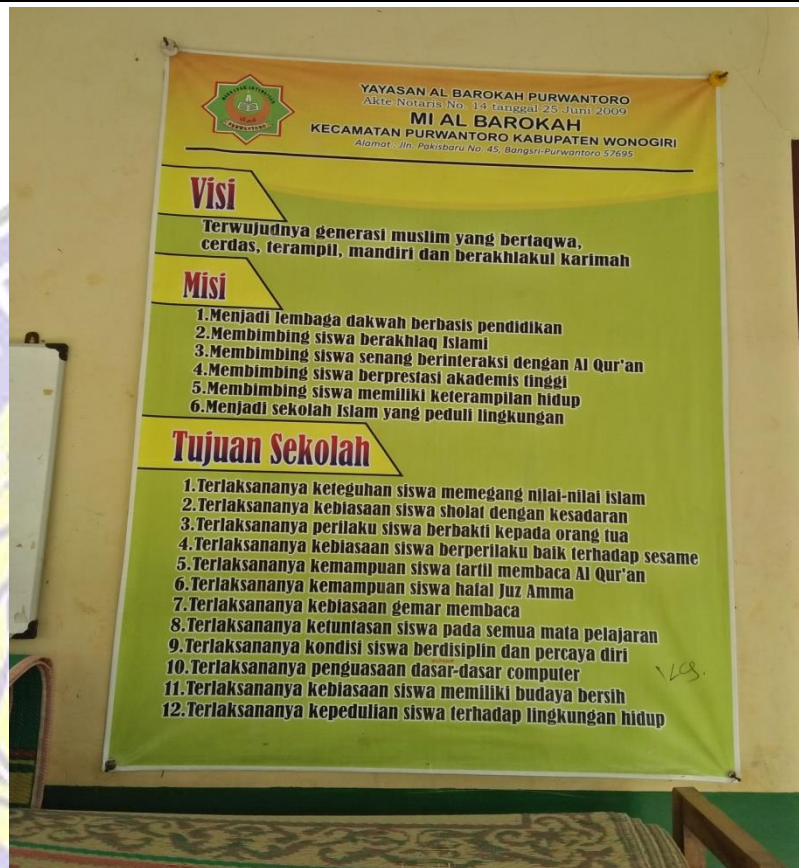 YAYASAN AL BAROKAH PURWANTORO
Akte Notaris No. 14 tanggal 25 Juni 2009
MI AL BAROKAH
KECAMATAN PURWANTORO KABUPATEN WONOGIRI
Alamat : Jln. Pakisbaru No. 45, Bangsri-Purwantoro 57695
PURWANTORO
Visi
Terwujudnya generasi muslim yang bertaqwa,
cerdas, terampil, mandiri dan berakhlakul karimah
Misi
1.Menjadi lembaga dakwah berbasis pendidikan
2.Membimbing siswa berakhlaq Islami
3.Membimbing siswa senang berinteraksi dengan Al Qur'an
4.Membimbing siswa berprestasi akademis tinggi
5.Membimbing siswa memiliki keterampilan hidup
6.Menjadi sekolah Islam yang peduli lingkungan
Tujuan Sekolah
1.Terlaksananya keteguhan siswa memegang nilai-nilai islam
2.Terlaksananya kebiasaan siswa sholat dengan kesadaran
3.Terlaksananya perilaku siswa berbakti kepada orang tua
4.Terlaksananya kebiasaan siswa berperilaku baik terhadap sesame
5.Terlaksananya kemampuan siswa tartil membaca Al Qur'an
6.Terlaksananya kemampuan siswa hafal Juz Amma
7.Terlaksananya kebiasaan gemar membaca
8.Terlaksananya ketuntasan siswa pada semua mata pelajaran
9.Terlaksananya kondisi siswa berdisiplin dan percaya diri
10.Terlaksananya penguasaan dasar-dasar computer
11.Terlaksananya kebiasaan siswa memiliki budaya bersih
12.Terlaksananya kepedulian siswa terhadap lingkungan hidup